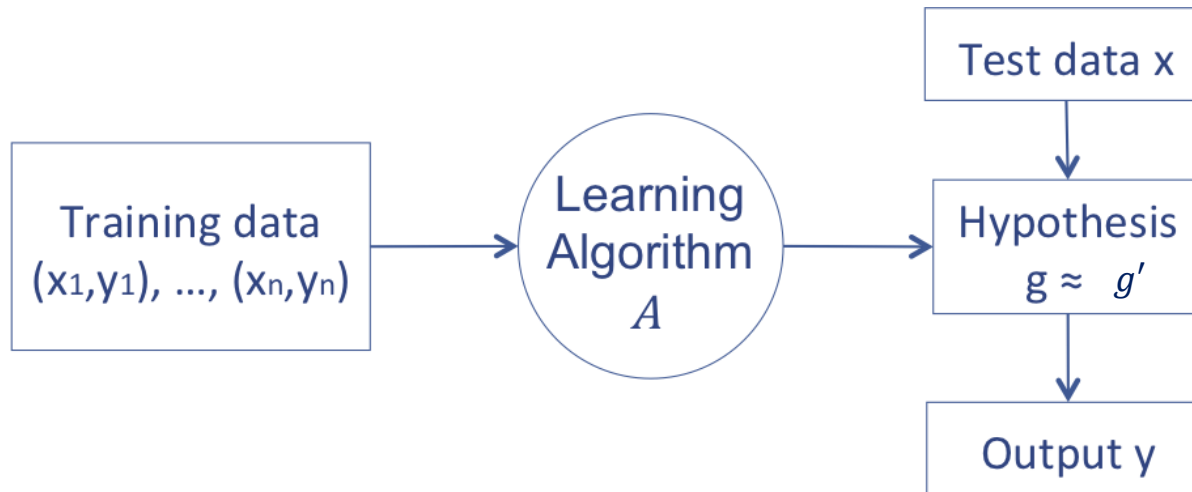 Training data
(x1,y1), ..., (xn,yn)
Learning
Algorithm
A
Test data x
Hypothesis
g ≈ g′
Output y